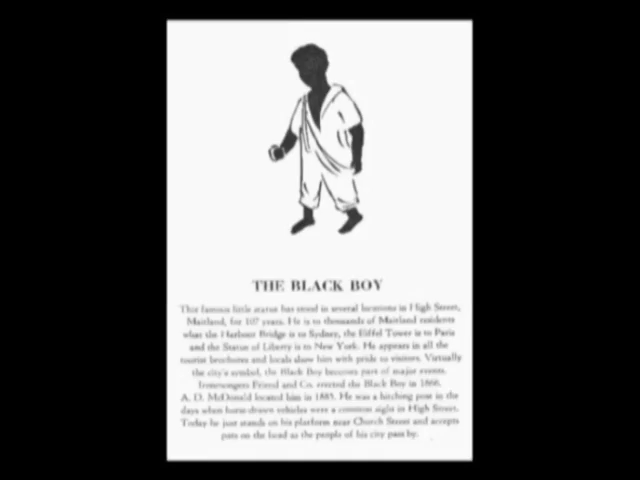 THE BLACK BOY
This famous little statue has stood in several locations in High Street,
Maitland, for 107 years. He is to thousands of Maitland residents
what the Harbour Bridge is to Sydney, the Eiffel Tower is to Paris
and the Statue of Liberty is to New York. He appears in all the
tourist brochures and locals show him with pride to visitors. Virtually
the city's symbol, the Black Boy becomes part of major events.
Ironmongers Friend and Co. erected the Black Boy in 1866.
A. D. McDonald located him in 1885. He was a hitching post in the
days when horse-drawn vehicles were a common sight in High Street.
Today he just stands on his platform near Church Street and accepts
pats on the head as the people of his city pass by.